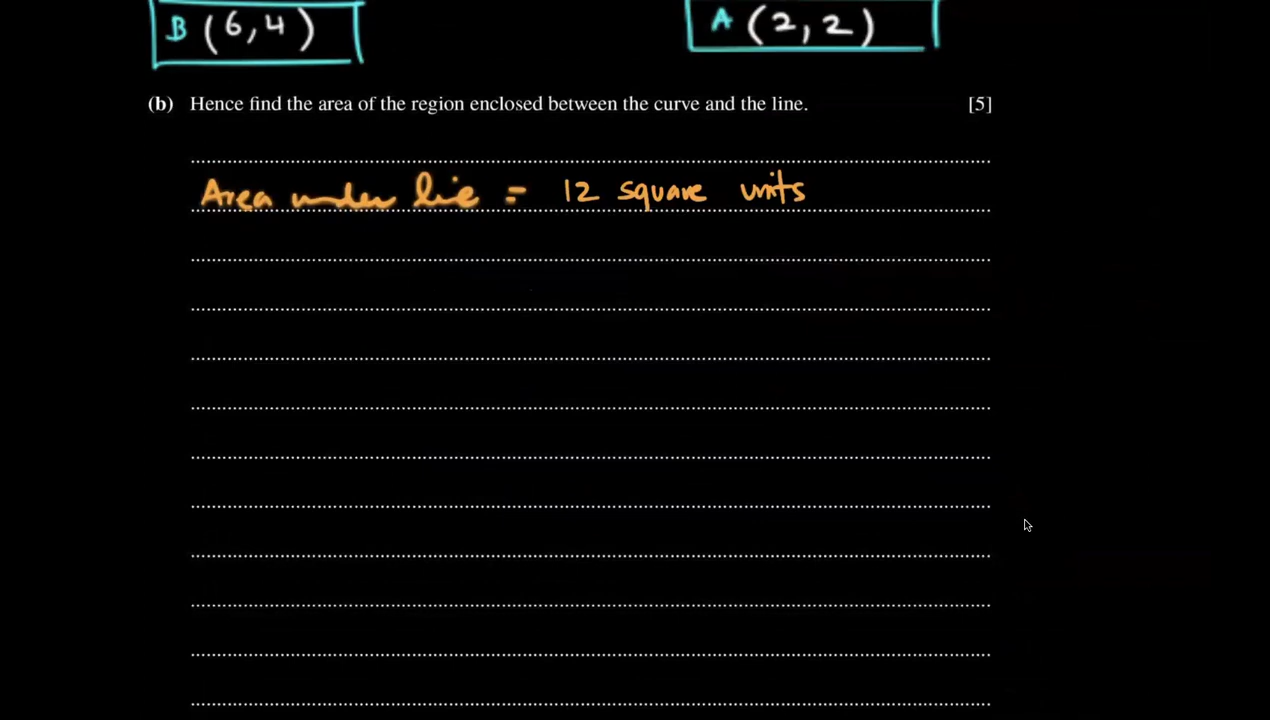 B (6,4) A (2,2)
(b) Hence find the area of the region enclosed between the curve and the line. [5]
Area under line = 12 square units